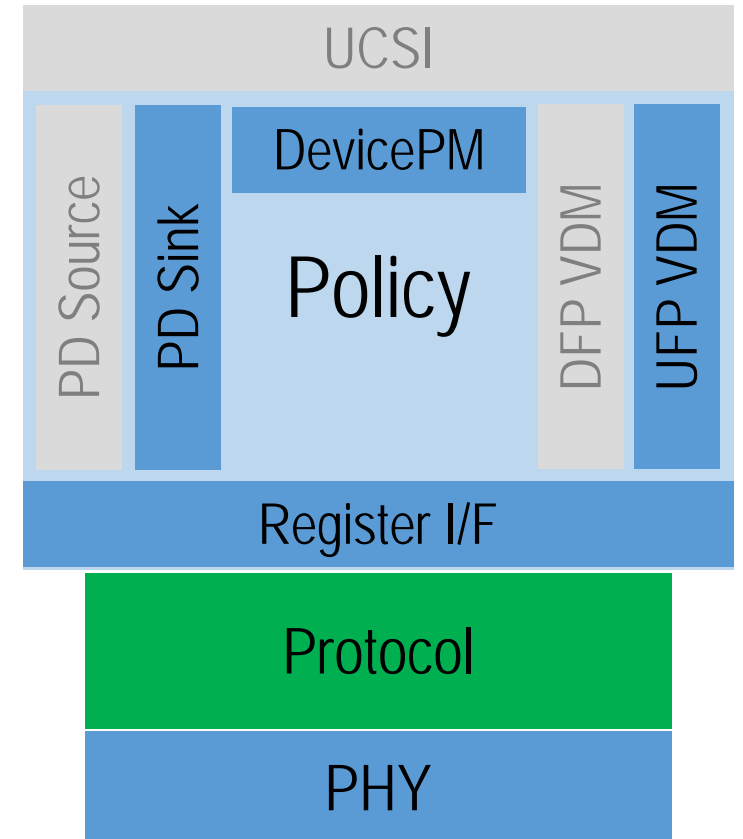 UCSI
PD Source
PD Sink
DevicePM
Policy
DFP VDM
UFP VDM
Register I/F
Protocol
PHY